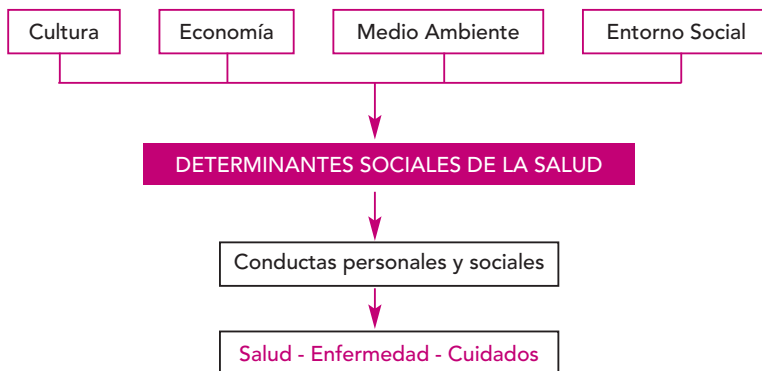 Cultura
Economía
Medio Ambiente
Entorno Social
DETERMINANTES SOCIALES DE LA SALUD
Conductas personales y sociales
Salud - Enfermedad - Cuidados